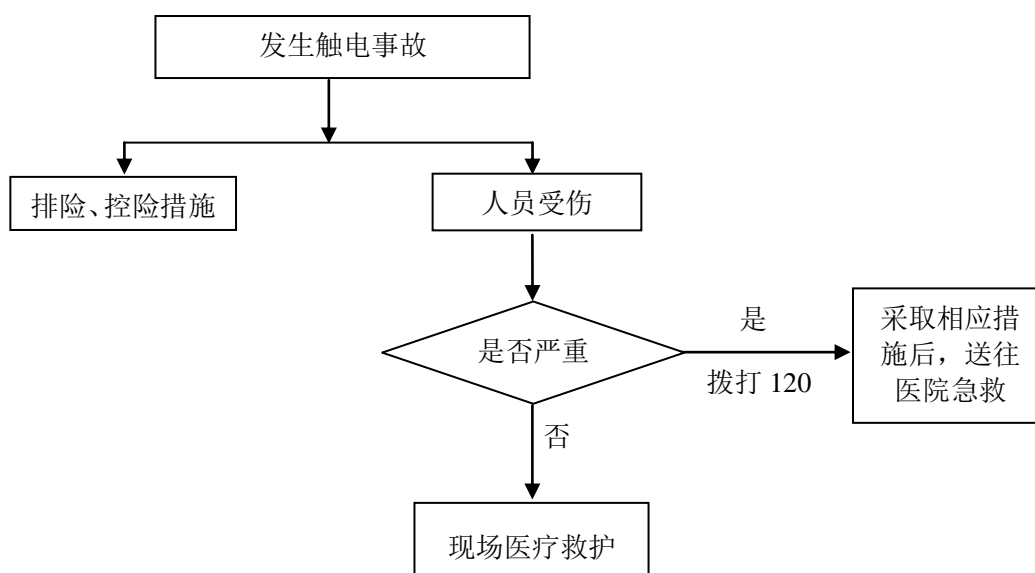 发生触电事故
排险、控险措施
人员受伤
是否严重
是
拨打 120
采取相应措
施后，送往
医院急救
否
现场医疗救护